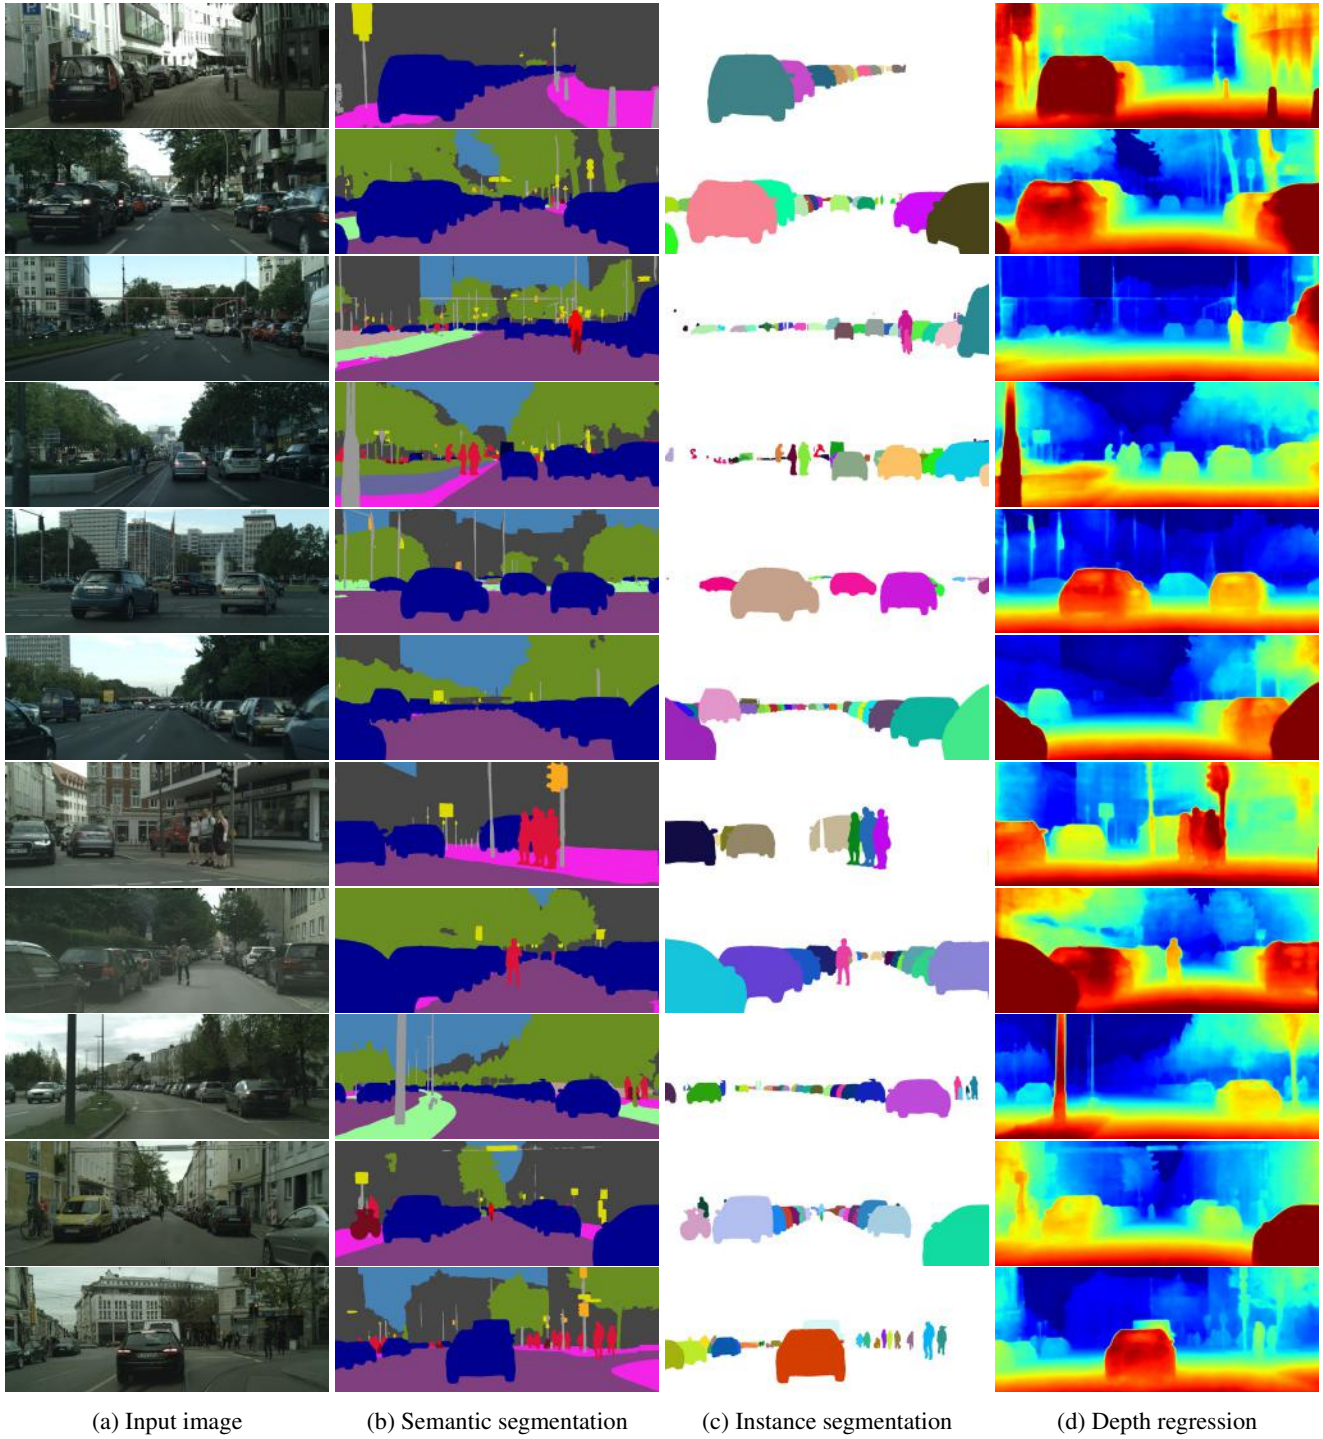 (a) Input image
(b) Semantic segmentation
(c) Instance segmentation
(d) Depth regression